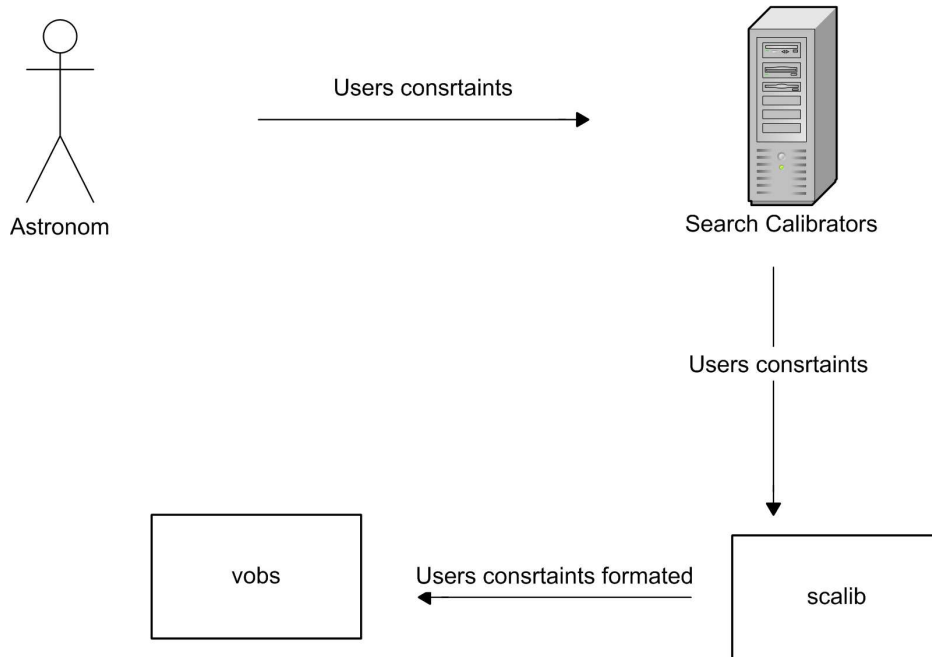 Users consrtaints
Astronom
Search Calibrators
Users consrtaints
vobs
Users consrtaints formated
scalib